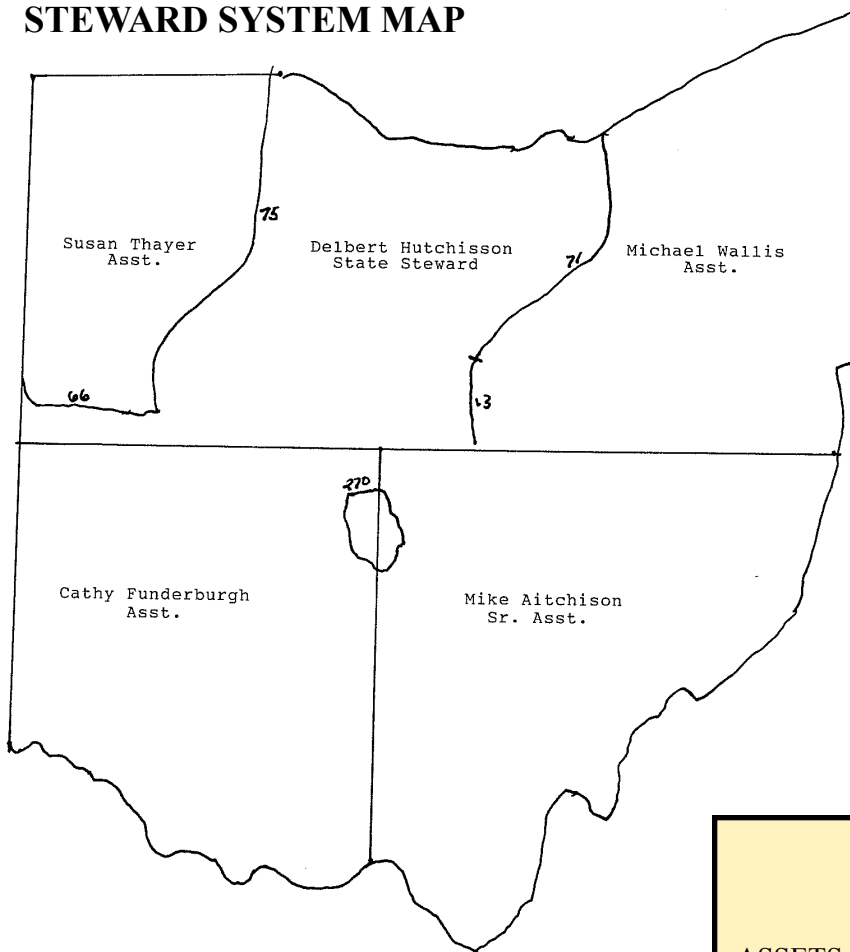 STEWARD SYSTEM MAP
75
Susan Thayer
Asst.
Delbert Hutchisson
State Steward
71
Michael Wallis
Asst.
66
13
270
Cathy Funderburgh
Asst.
Mike Aitchison
Sr. Asst.
ASSETS